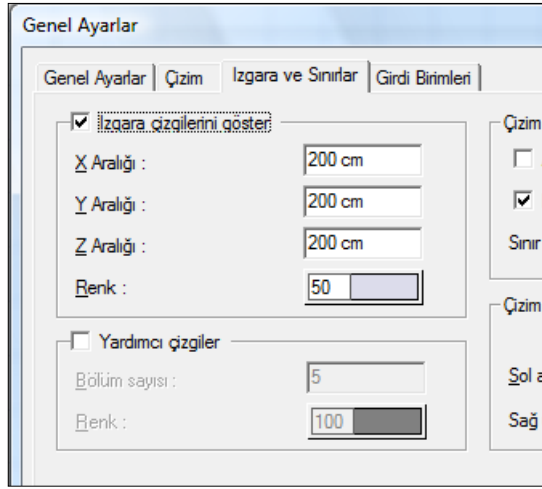 Genel Ayarlar
Genel Ayarlar Çizim Izgara ve Sınırlar Girdi Birimleri
Izgara çizgilerini göster
X Aralığı : 200 cm
Y Aralığı : 200 cm
Z Aralığı : 200 cm
Renk : 50
Yardımcı çizgiler
Bölüm sayısı : 5
Renk : 100
Çizim
Sınır
Çizim
Sol a
Sağ